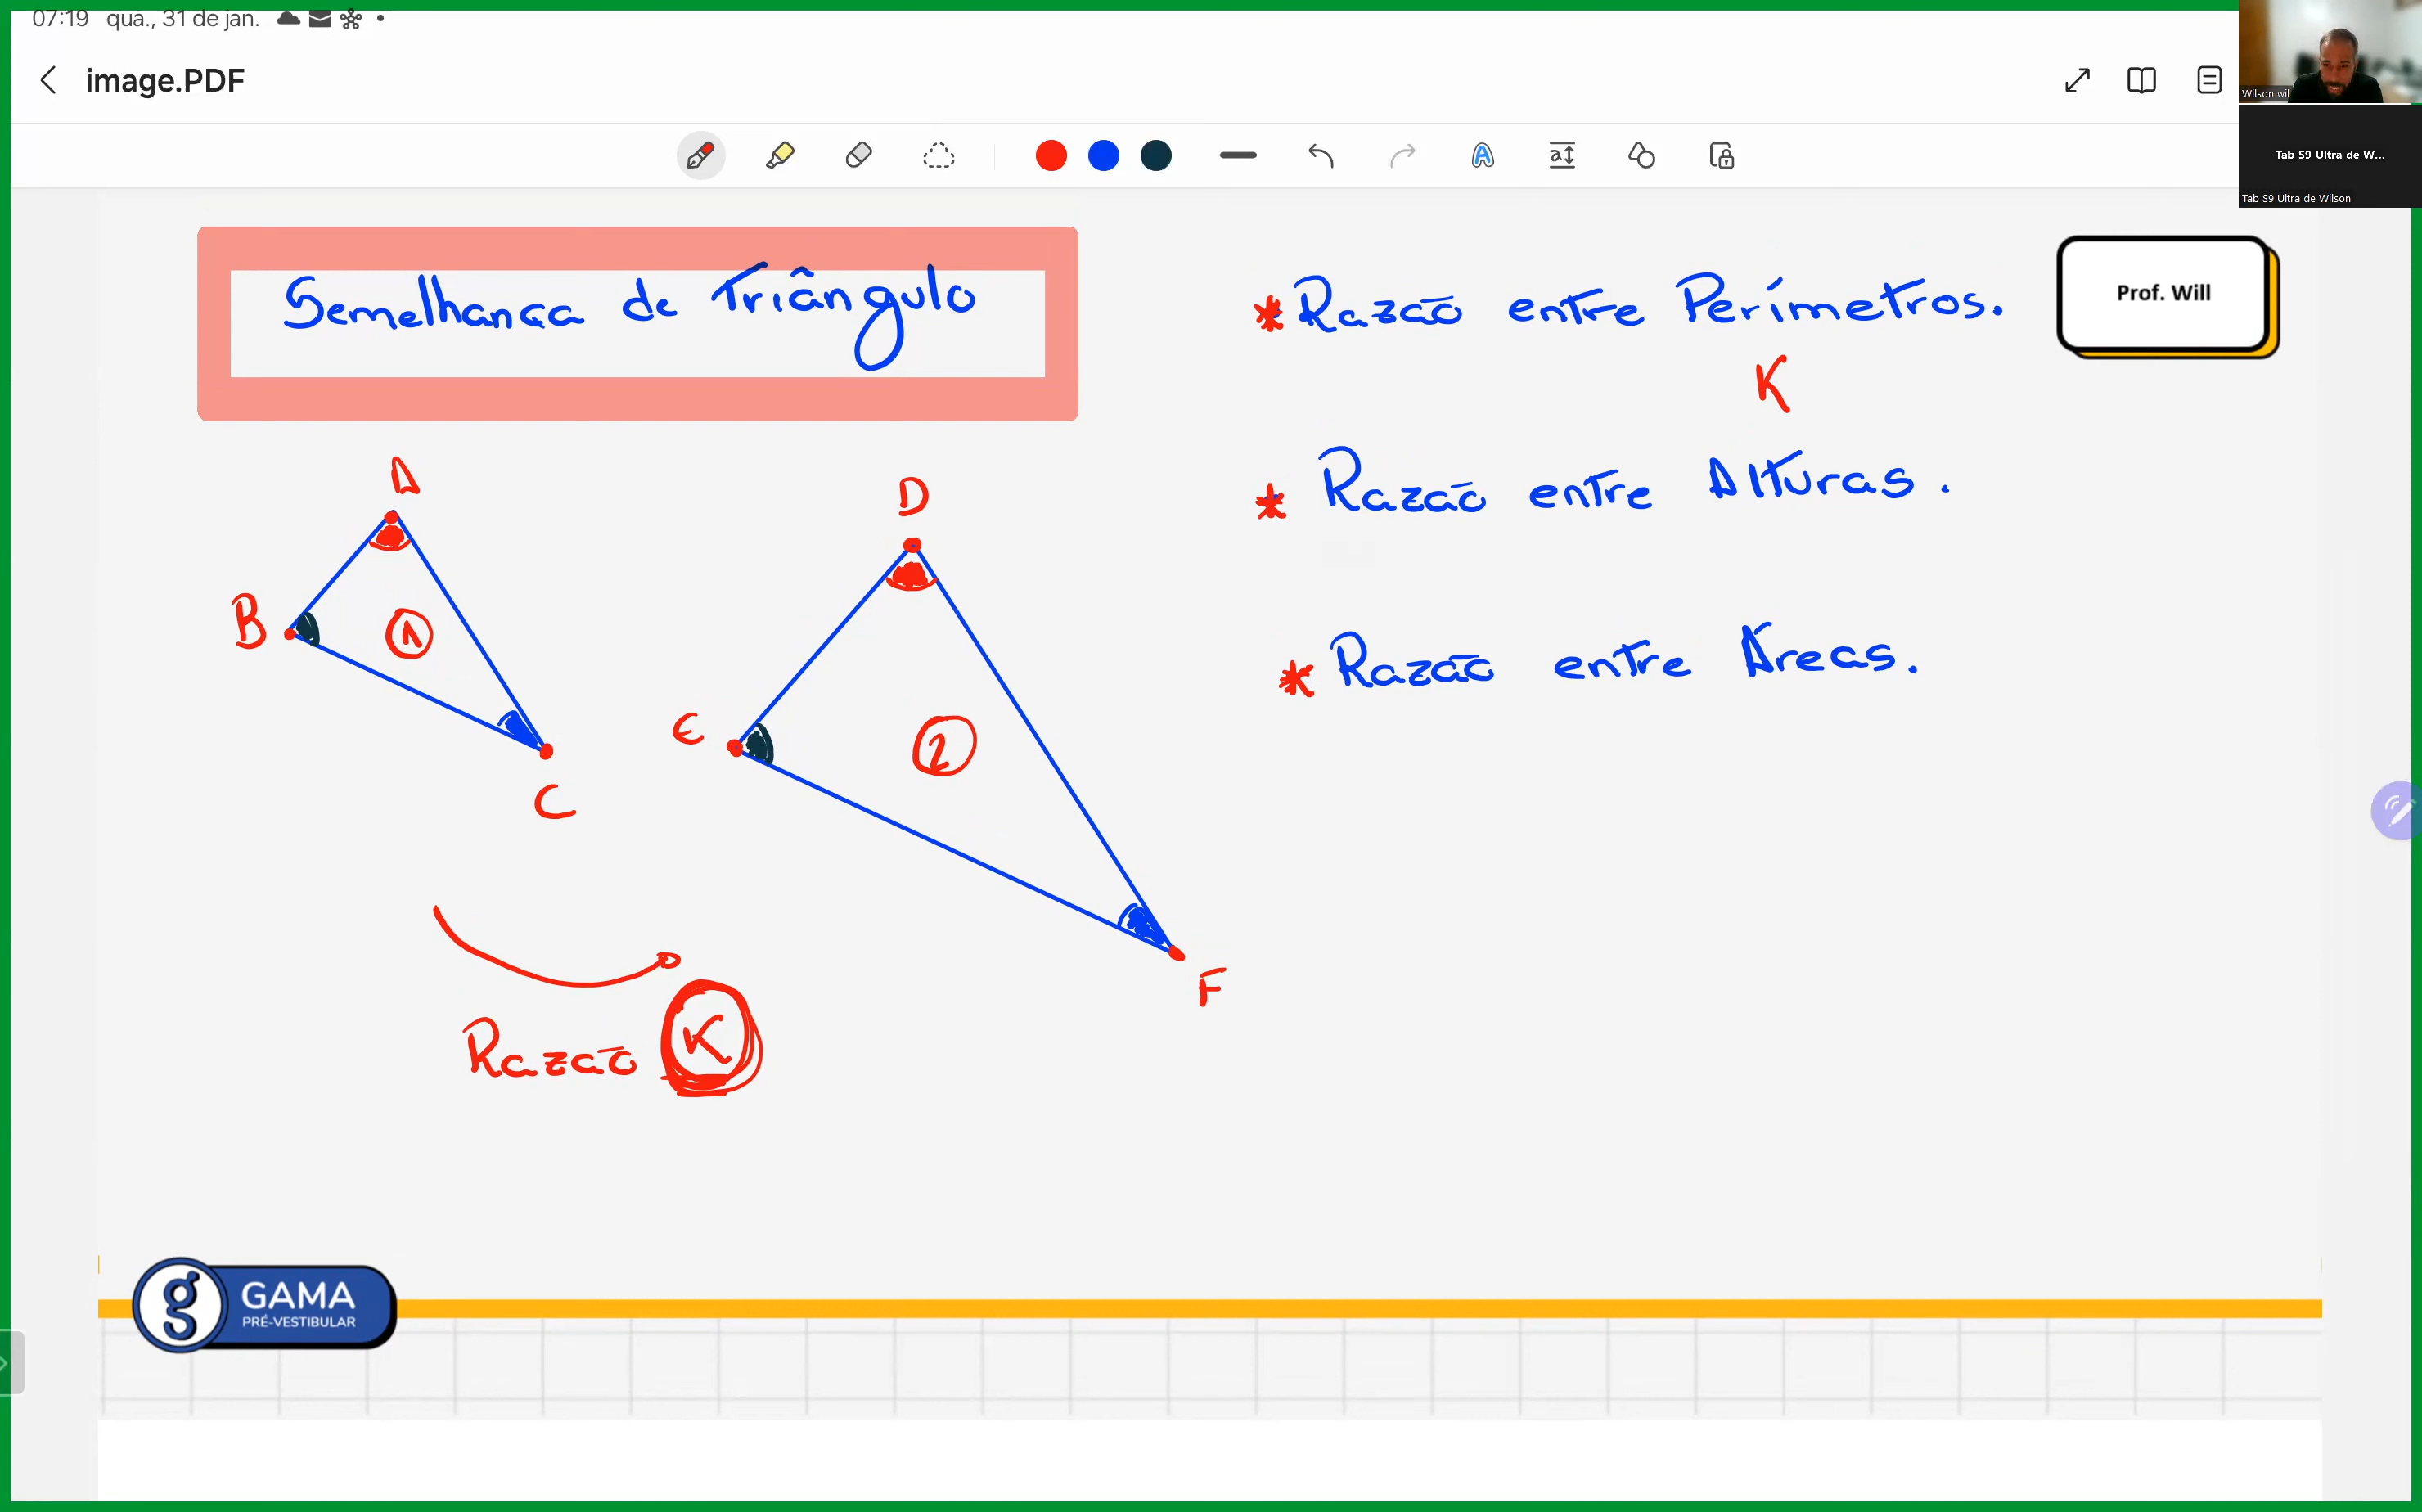 07:19 qua., 31 de jan.
image.PDF
Wilson wil
Tab S9 Ultra de W...
Tab S9 Ultra de Wilson
Prof. Will
Semelhanca de Triângulo
*Razão entre Perímetros.
K
* Razão entre Alturas.
* Razão entre Áreas.
A
B
1
C
D
E
2
F
Razão K
GAMA
PRÉ-VESTIBULAR